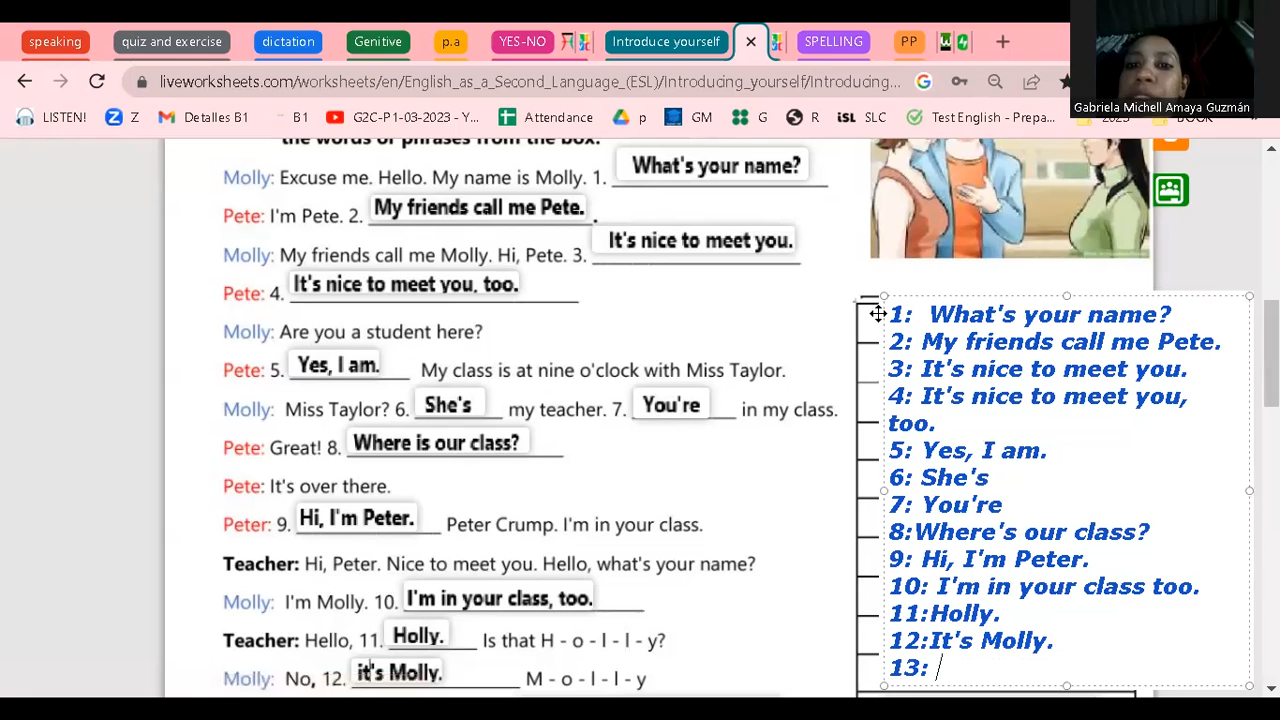 speaking quiz and exercise dictation Genitive p.a YES-NO Introduce yourself SPELLING PP
liveworksheets.com/worksheets/en/English_as_a_Second_Language_(ESL)/Introducing_yourself/Introducing...
Gabriela Michell Amaya Guzmán
LISTEN! Z Detalles B1 B1 G2C-P1-03-2023 - Y... Attendance p GM G R SLC Test English - Prepa...
the words or phrases from the box.
Molly: Excuse me. Hello. My name is Molly. 1. What's your name?
Pete: I'm Pete. 2. My friends call me Pete. .
Molly: My friends call me Molly. Hi, Pete. 3. It's nice to meet you.
Pete: 4. It's nice to meet you, too.
Molly: Are you a student here?
Pete: 5. Yes, I am. My class is at nine o'clock with Miss Taylor.
Molly: Miss Taylor? 6. She's my teacher. 7. You're in my class.
Pete: Great! 8. Where is our class?
Pete: It's over there.
Peter: 9. Hi, I'm Peter. Peter Crump. I'm in your class.
Teacher: Hi, Peter. Nice to meet you. Hello, what's your name?
Molly: I'm Molly. 10. I'm in your class, too.
Teacher: Hello, 11. Holly. Is that H - o - l - l - y?
Molly: No, 12. it's Molly. M - o - l - l - y
1: What's your name?
2: My friends call me Pete.
3: It's nice to meet you.
4: It's nice to meet you,
too.
5: Yes, I am.
6: She's
7: You're
8:Where's our class?
9: Hi, I'm Peter.
10: I'm in your class too.
11:Holly.
12:It's Molly.
13: